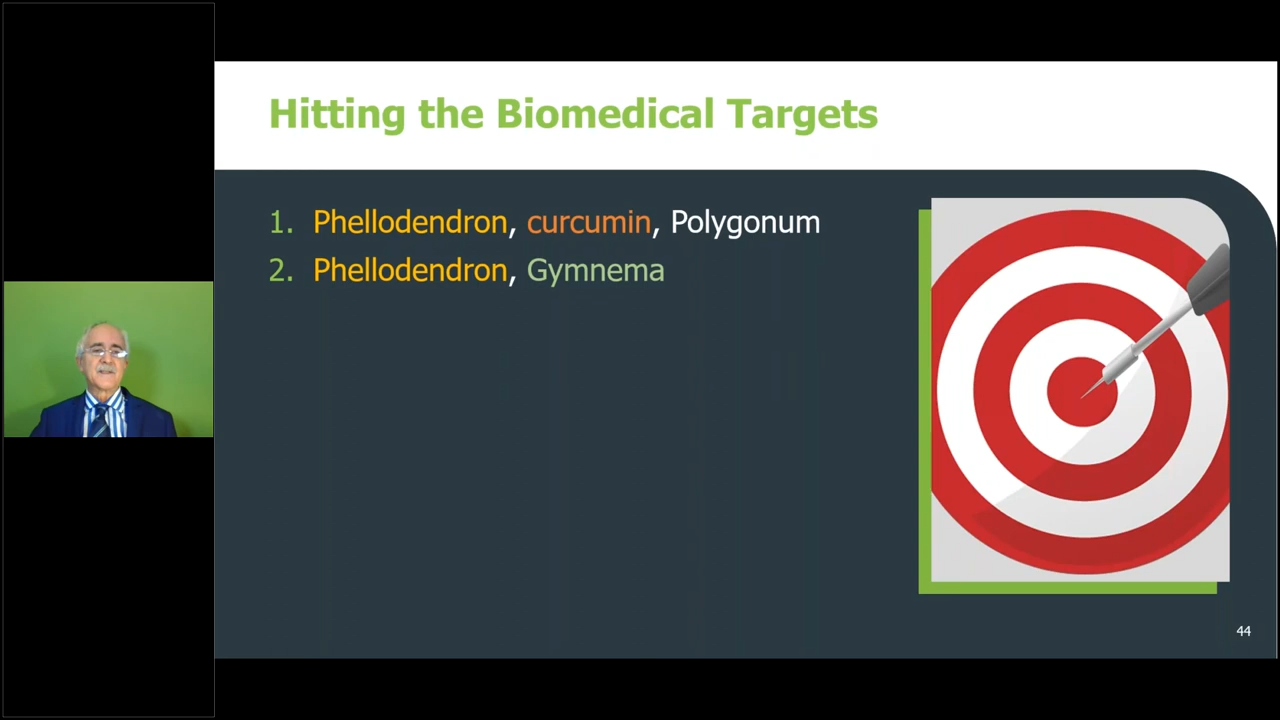 Hitting the Biomedical Targets
1. Phellodendron, curcumin, Polygonum
2. Phellodendron, Gymnema
44